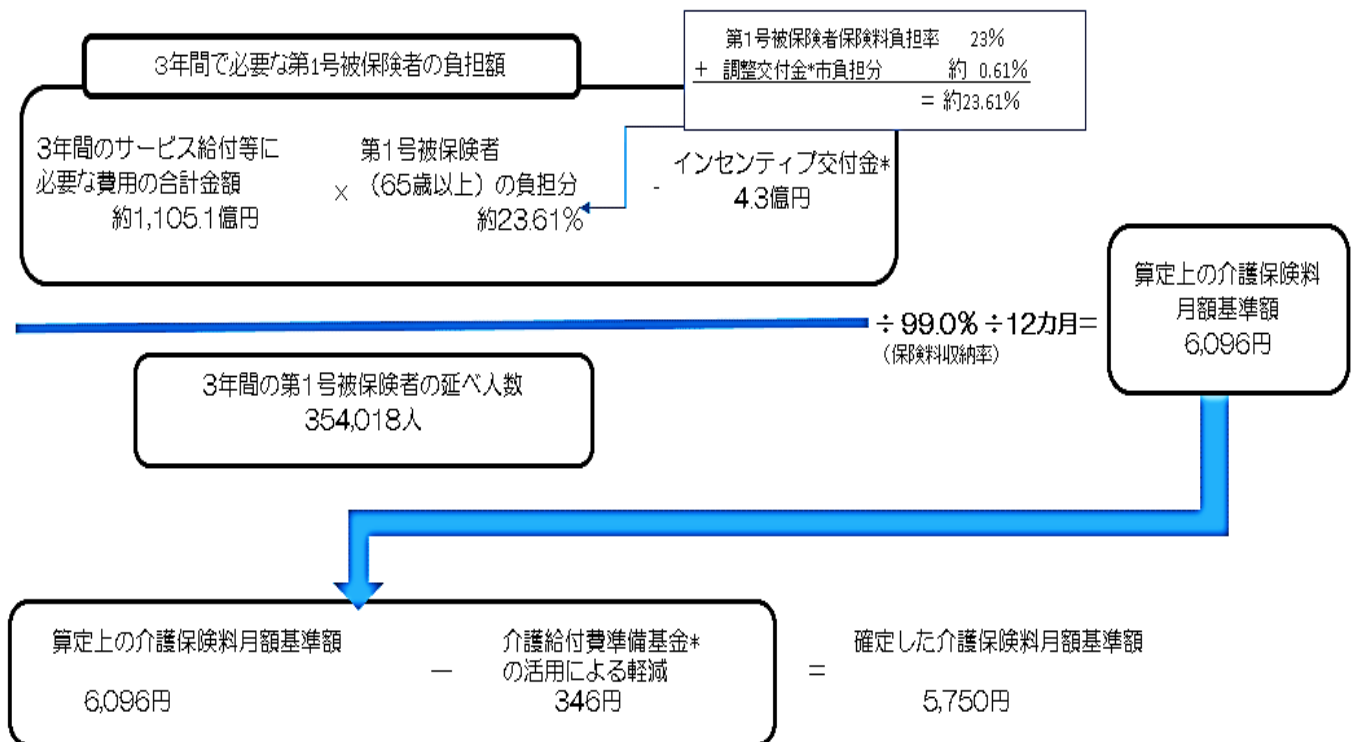 3年間で必要な第1号被保険者の負担額
第1号被保険者保険料負担率 23%
+ 調整交付金*市負担分 約 0.61%
= 約23.61%
3年間のサービス給付等に
必要な費用の合計金額
約1,105.1億円
×
第1号被保険者
（65歳以上）の負担分
約23.61%
-
インセンティブ交付金*
4.3億円
÷99.0%÷12カ月=
（保険料収納率）
算定上の介護保険料
月額基準額
6,096円
3年間の第1号被保険者の延べ人数
354,018人
算定上の介護保険料月額基準額
6,096円
－
介護給付費準備基金*
の活用による軽減
346円
＝
確定した介護保険料月額基準額
5,750円